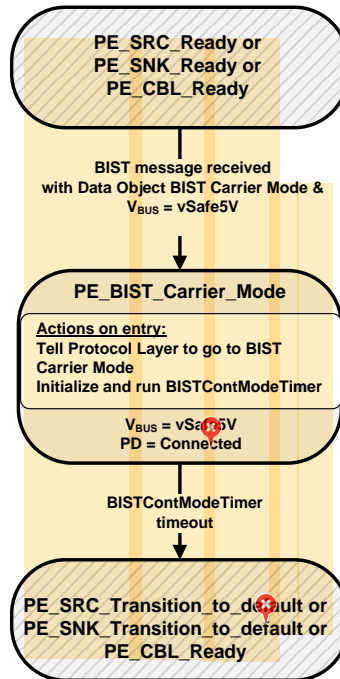 PE_SRC_Ready or
PE_SNK_Ready or
PE_CBL_Ready
BIST message received
with Data Object BIST Carrier Mode &
VBUS = vSafe5V
PE_BIST_Carrier_Mode
Actions on entry:
Tell Protocol Layer to go to BIST
Carrier Mode
Initialize and run BISTContModeTimer
VBUS = vSafe5V
PD = Connected
BISTContModeTimer
timeout
PE_SRC_Transition_to_default or
PE_SNK_Transition_to_default or
PE_CBL_Ready